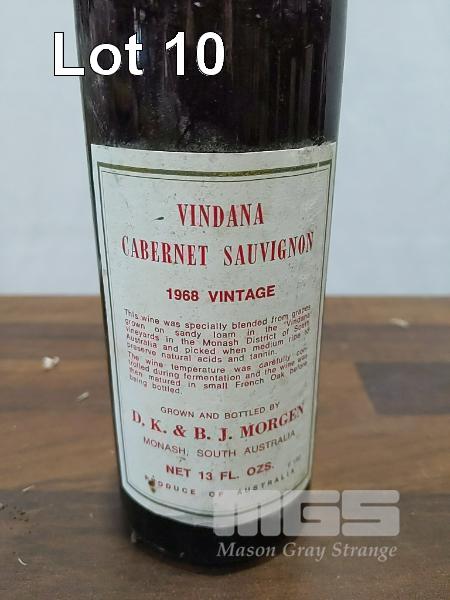 Lot 10
VINDANA
CABERNET SAUVIGNON
1968 VINTAGE
This wine was specially blended from grapes
grown on sandy loam in the "Vindana"
vineyards in the Monash District of South
Australia and picked when medium ripe to
preserve natural acids and tannin.
The wine temperature was carefully con-
trolled during fermentation and the wine was
then matured in small French Oak before
being bottled.
GROWN AND BOTTLED BY
D. K. & B. J. MORGEN
MONASH, SOUTH AUSTRALIA
NET 13 FL. OZS.
PRODUCE OF AUSTRALIA
MGS
Mason Gray Strange